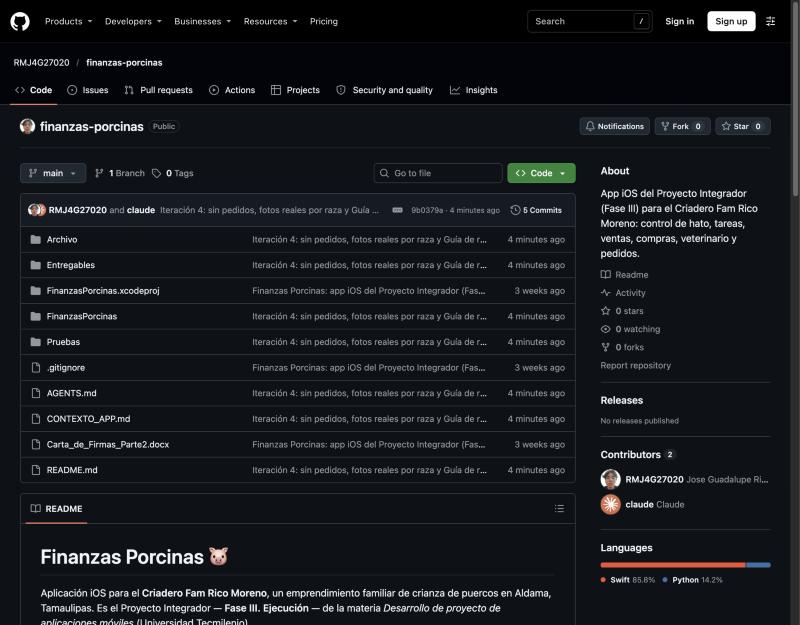 Products Developers Businesses Resources Pricing Search / Sign in Sign up
RMJ4G27020 / finanzas-porcinas
Code Issues Pull requests Actions Projects Security and quality Insights
finanzas-porcinas Public Notifications Fork 0 Star 0
main 1 Branch 0 Tags Go to file Code
RMJ4G27020 and claude Iteración 4: sin pedidos, fotos reales por raza y Guía ... 9b0379a · 4 minutes ago 5 Commits
Archivo Iteración 4: sin pedidos, fotos reales por raza y Guía de r... 4 minutes ago
Entregables Iteración 4: sin pedidos, fotos reales por raza y Guía de r... 4 minutes ago
FinanzasPorcinas.xcodeproj Finanzas Porcinas: app iOS del Proyecto Integrador (Fas... 3 weeks ago
FinanzasPorcinas Iteración 4: sin pedidos, fotos reales por raza y Guía de r... 4 minutes ago
Pruebas Iteración 4: sin pedidos, fotos reales por raza y Guía de r... 4 minutes ago
.gitignore Finanzas Porcinas: app iOS del Proyecto Integrador (Fas... 3 weeks ago
AGENTS.md Iteración 4: sin pedidos, fotos reales por raza y Guía de r... 4 minutes ago
CONTEXTO_APP.md Iteración 4: sin pedidos, fotos reales por raza y Guía de r... 4 minutes ago
Carta_de_Firmas_Parte2.docx Finanzas Porcinas: app iOS del Proyecto Integrador (Fas... 3 weeks ago
README.md Iteración 4: sin pedidos, fotos reales por raza y Guía de r... 4 minutes ago
README
Finanzas Porcinas 🐷
Aplicación iOS para el Criadero Fam Rico Moreno, un emprendimiento familiar de crianza de puercos en Aldama,
Tamaulipas. Es el Proyecto Integrador — Fase III. Ejecución — de la materia Desarrollo de proyecto de
aplicaciones móviles (Universidad Tecmilenio)
About
App iOS del Proyecto Integrador
(Fase III) para el Criadero Fam Rico
Moreno: control de hato, tareas,
ventas, compras, veterinario y
pedidos.
Readme
Activity
0 stars
0 watching
0 forks
Report repository
Releases
No releases published
Contributors 2
RMJ4G27020 Jose Guadalupe Ri...
claude Claude
Languages
Swift 85.8% Python 14.2%